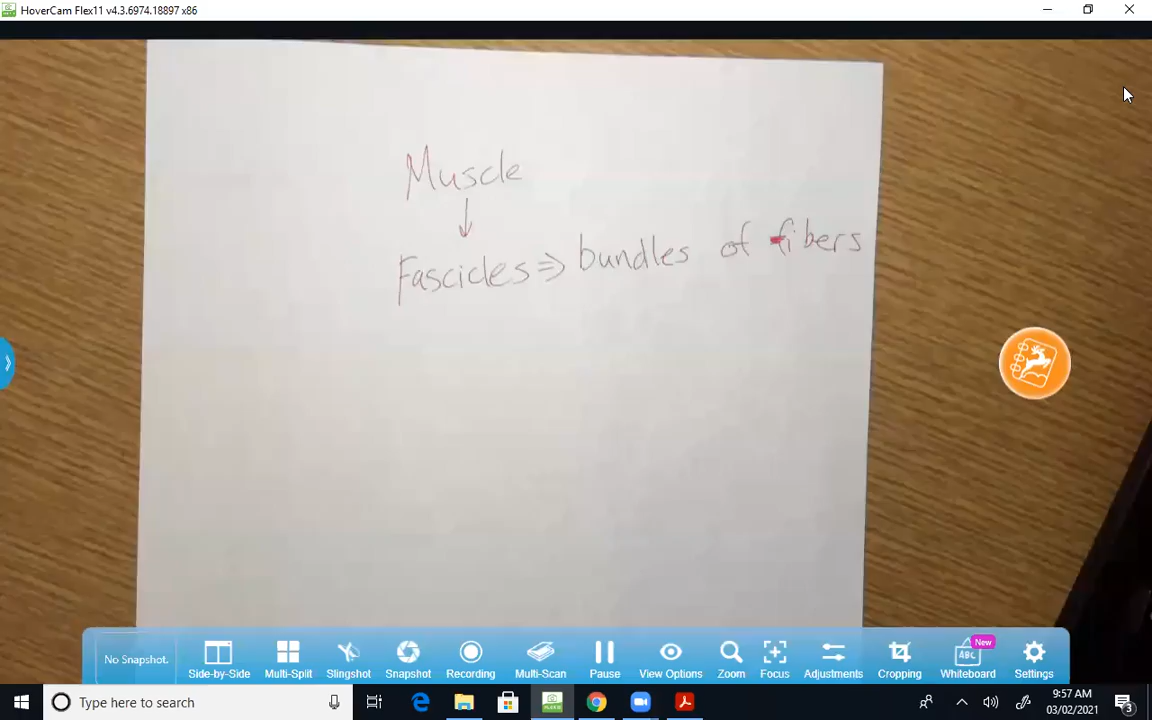 HoverCam Flex11 v4.3.6974.18897 x86
Muscle
↓
Fascicles ⇒ bundles of fibers
No Snapshot.
Side-by-Side
Multi-Split
Slingshot
Snapshot
Recording
Multi-Scan
Pause
View Options
Zoom
Focus
Adjustments
Cropping
New
ABC
Whiteboard
Settings
Type here to search
9:57 AM
03/02/2021
3